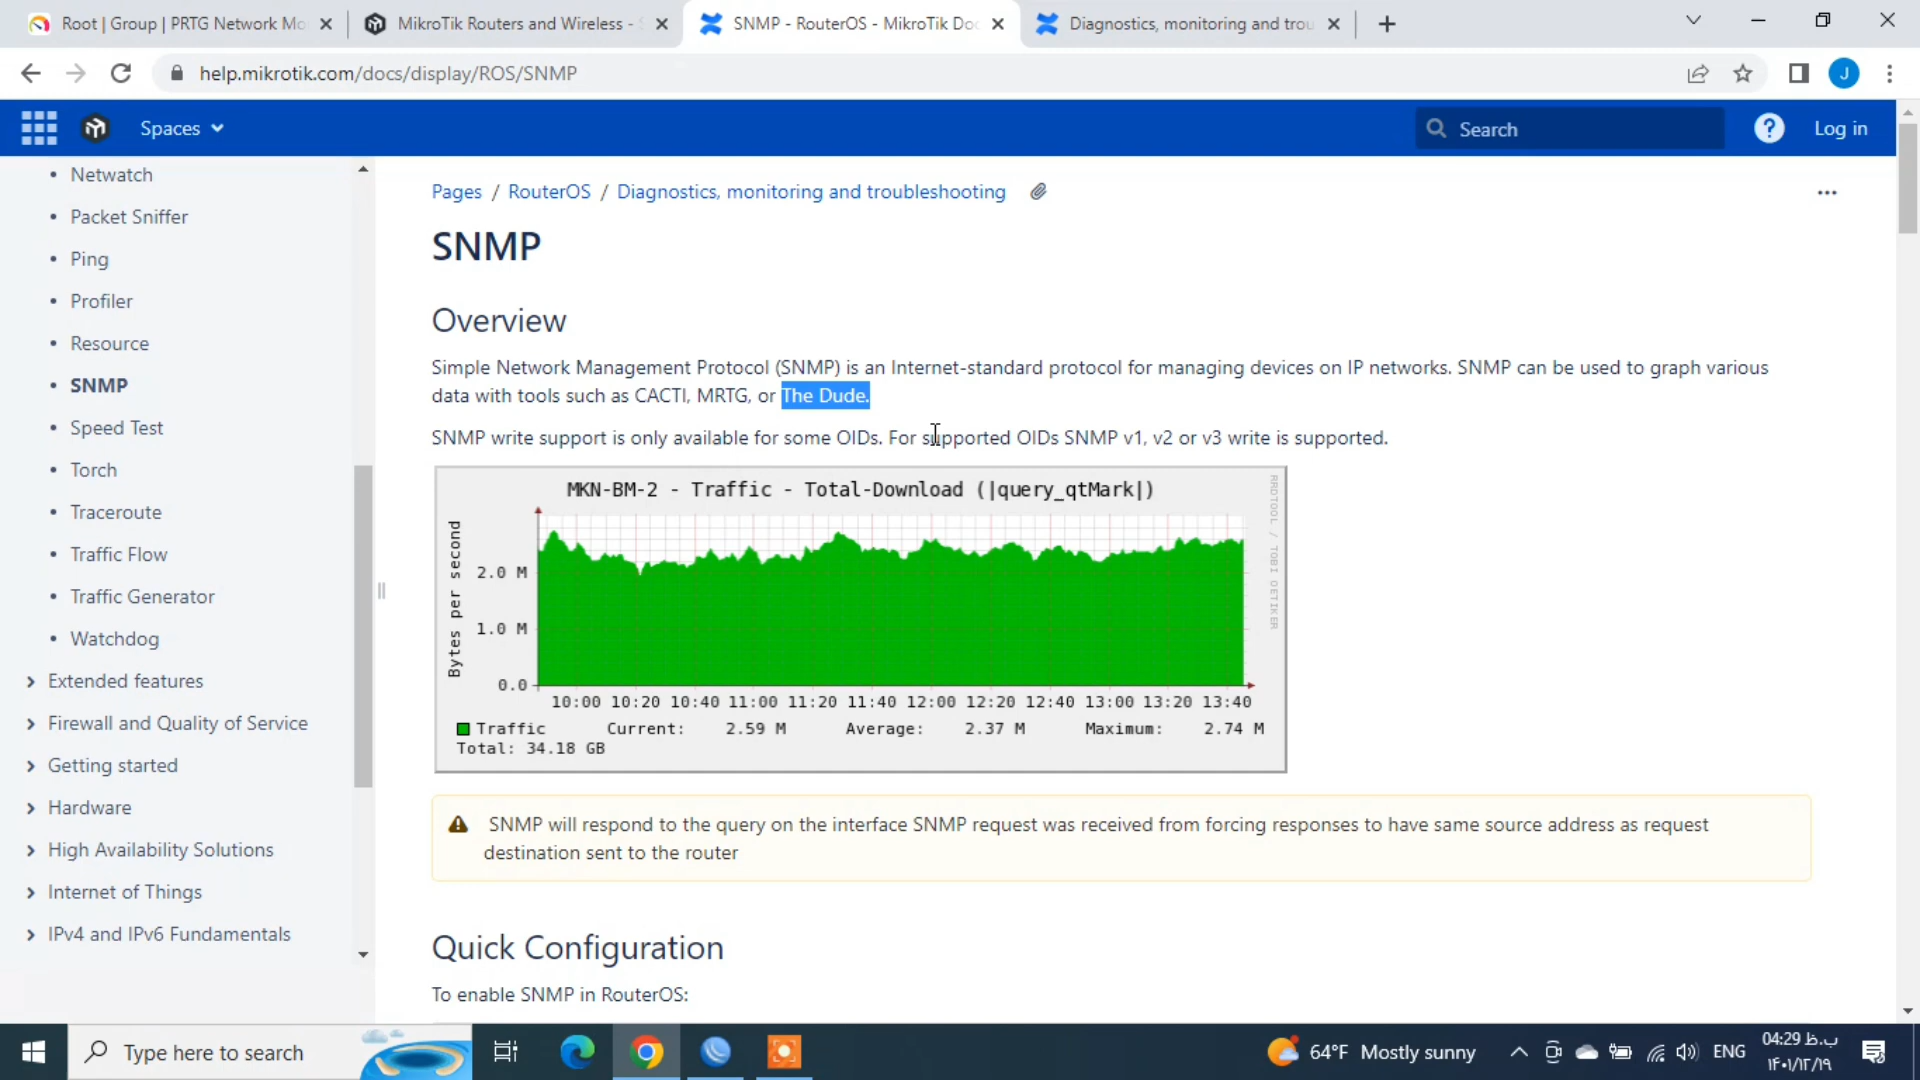 Root | Group | PRTG Network Mo
MikroTik Routers and Wireless - S
SNMP - RouterOS - MikroTik Doc
Diagnostics, monitoring and trou
help.mikrotik.com/docs/display/ROS/SNMP
J
Spaces
Search
Log in
Netwatch
Packet Sniffer
Ping
Profiler
Resource
SNMP
Speed Test
Torch
Traceroute
Traffic Flow
Traffic Generator
Watchdog
Extended features
Firewall and Quality of Service
Getting started
Hardware
High Availability Solutions
Internet of Things
IPv4 and IPv6 Fundamentals
Pages / RouterOS / Diagnostics, monitoring and troubleshooting
SNMP
Overview
Simple Network Management Protocol (SNMP) is an Internet-standard protocol for managing devices on IP networks. SNMP can be used to graph various
data with tools such as CACTI, MRTG, or The Dude.
SNMP write support is only available for some OIDs. For supported OIDs SNMP v1, v2 or v3 write is supported.
MKN-BM-2 - Traffic - Total-Download (|query_qtMark|)
RRDTOOL / TOBI OETIKER
Bytes per second
2.0 M
1.0 M
0.0
10:00 10:20 10:40 11:00 11:20 11:40 12:00 12:20 12:40 13:00 13:20 13:40
Traffic Current: 2.59 M Average: 2.37 M Maximum: 2.74 M
Total: 34.18 GB
SNMP will respond to the query on the interface SNMP request was received from forcing responses to have same source address as request
destination sent to the router
Quick Configuration
To enable SNMP in RouterOS:
Type here to search
64°F Mostly sunny
ENG
04:29 ب.ظ
۱۴۰۱/۱۲/۱۹